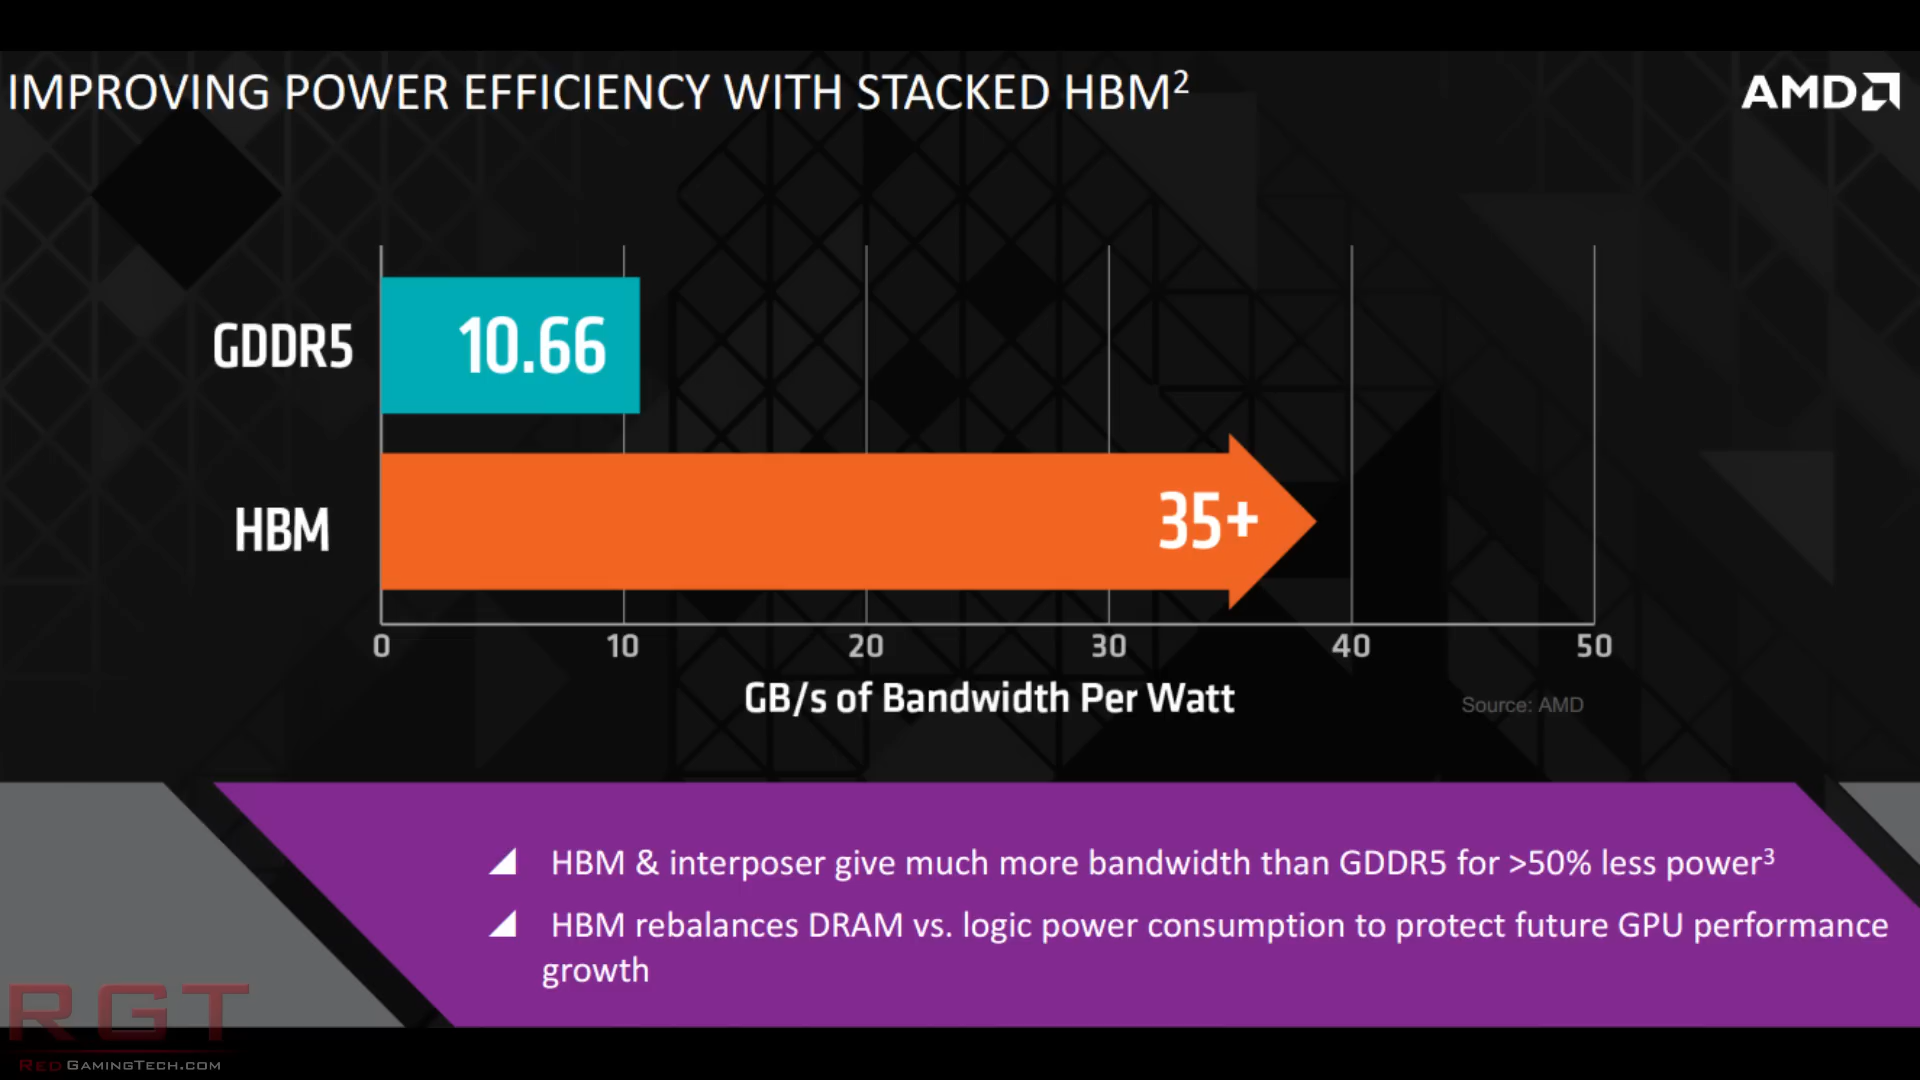 IMPROVING POWER EFFICIENCY WITH STACKED HBM²
AMD
GDDR5
10.66
HBM
35+
0 10 20 30 40 50
GB/s of Bandwidth Per Watt
Source: AMD
HBM & interposer give much more bandwidth than GDDR5 for >50% less power³
HBM rebalances DRAM vs. logic power consumption to protect future GPU performance
growth
RGT
REDGAMINGTECH.COM